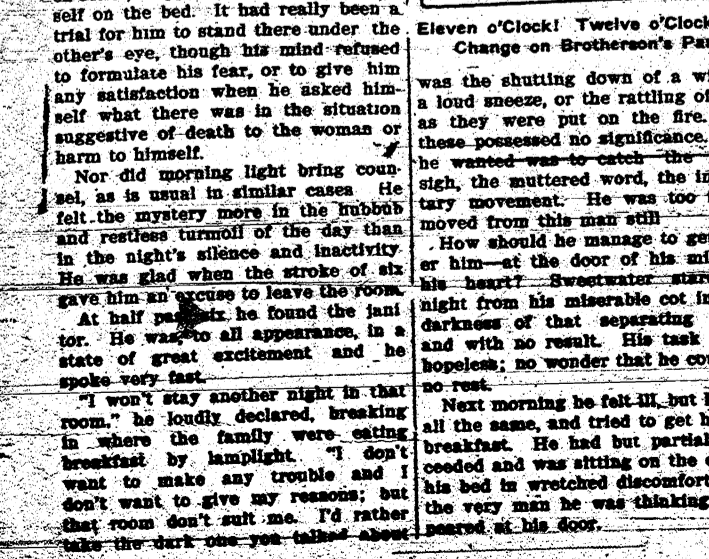 self on the bed. It had really been a
trial for him to stand there under the
other's eye, though his mind refused
to formulate his fear, or to give him
any satisfaction when he asked him-
self what there was in the situation
suggestive of death to the woman or
harm to himself.
Nor did morning light bring coun-
sel, as is usual in similar cases He
felt the mystery more in the hubbub
and restless turmoil of the day than
in the night's silence and inactivity
He was glad when the stroke of six
gave him an excuse to leave the room.
At half past six he found the jani
tor. He was, to all appearance, in a
state of great excitement and he
spoke very fast.
"I won't stay another night in that
room," he loudly declared, breaking
in where the family were eating
breakfast by lamplight. "I don't
want to make any trouble and I
don't want to give my reasons; but
that room don't suit me. I'd rather
take the dark one you talked about
Eleven o'Clock! Twelve o'Clock
Change on Brotherson's
was the shutting down of a
a loud sneeze, or the rattling of
as they were put on the fire.
these possessed no significance.
he wanted was to catch the
sigh, the muttered word, the
tary movement. He was too
moved from this man still
How should he manage to
er him—at the door of his
his heart? Sweetwater
night from his miserable cot
darkness of that separating
and with no result. His task
hopeless; no wonder that he
no rest.
Next morning he felt ill, but
all the same, and tried to get
breakfast. He had but partial
ceeded and was sitting on the
his bed in wretched discomfort
the very man he was thinking
peared at his door.